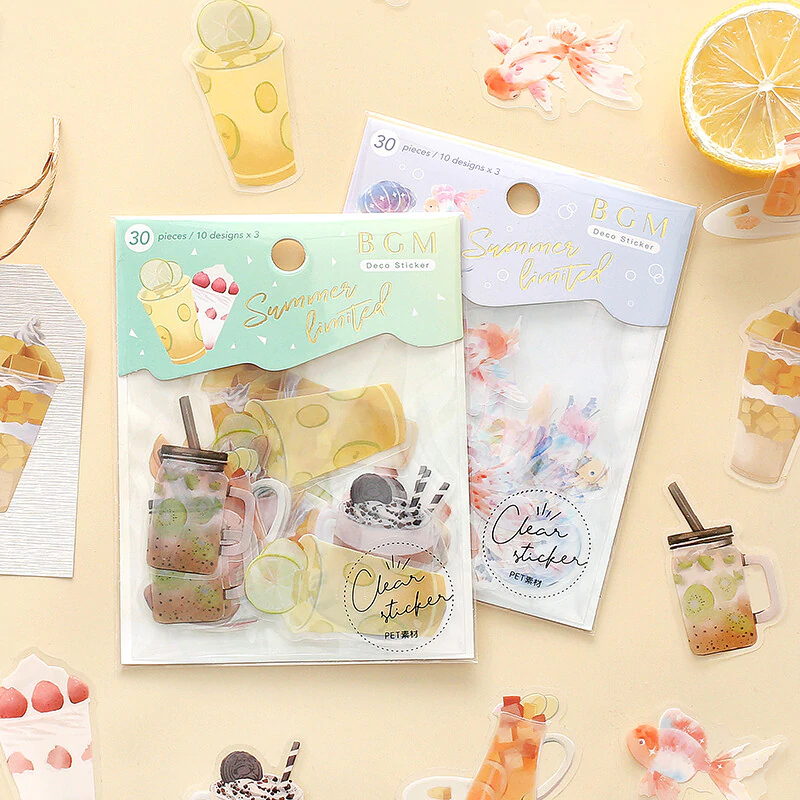 30 pieces / 10 designs x 3
BGM
Deco Sticker
Summer
limited
Clear
sticker
PET素材
30 pieces / 10 designs x 3
BGM
Deco Sticker
Summer
limited
Clear
sticker
PET素材